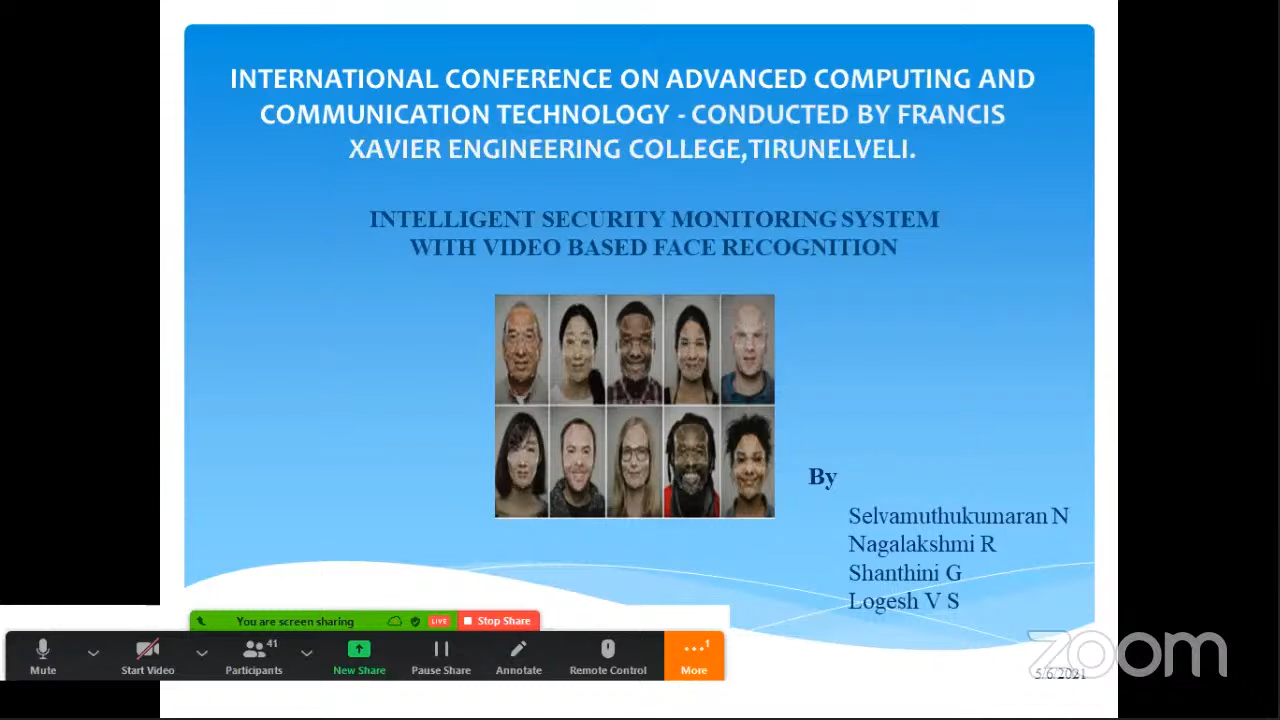 INTERNATIONAL CONFERENCE ON ADVANCED COMPUTING AND
COMMUNICATION TECHNOLOGY - CONDUCTED BY FRANCIS
XAVIER ENGINEERING COLLEGE,TIRUNELVELI.
INTELLIGENT SECURITY MONITORING SYSTEM
WITH VIDEO BASED FACE RECOGNITION
By
Selvamuthukumaran N
Nagalakshmi R
Shanthini G
Logesh V S
You are screen sharing
LIVE
Stop Share
41
1
Mute
Start Video
Participants
New Share
Pause Share
Annotate
Remote Control
More
zoom
5/6/2021